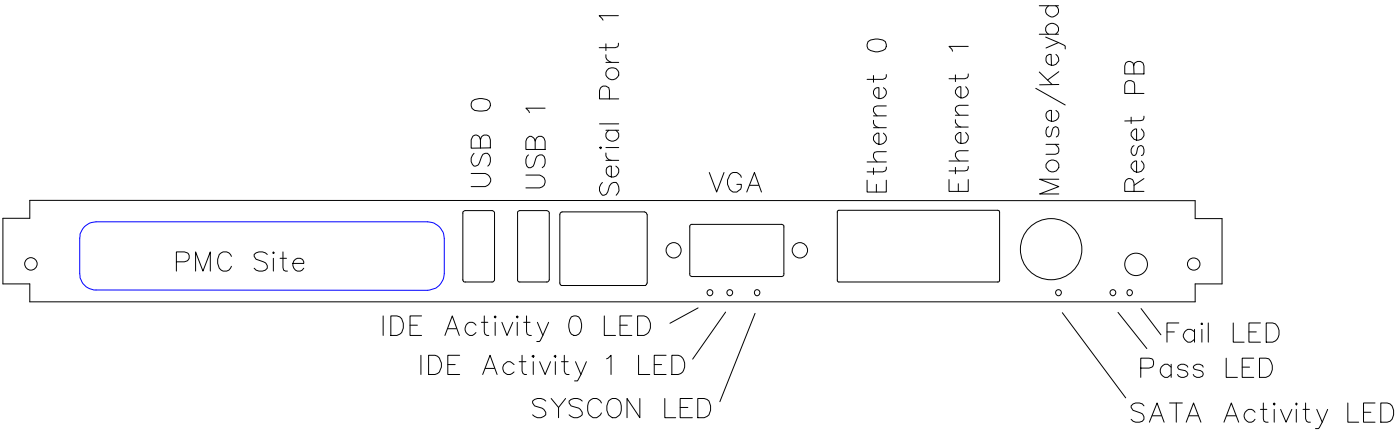 USB 0
USB 1
Serial Port 1
VGA
Ethernet 0
Ethernet 1
Mouse/Keybd
Reset PB
PMC Site
IDE Activity 0 LED
IDE Activity 1 LED
SYSCON LED
Fail LED
Pass LED
SATA Activity LED